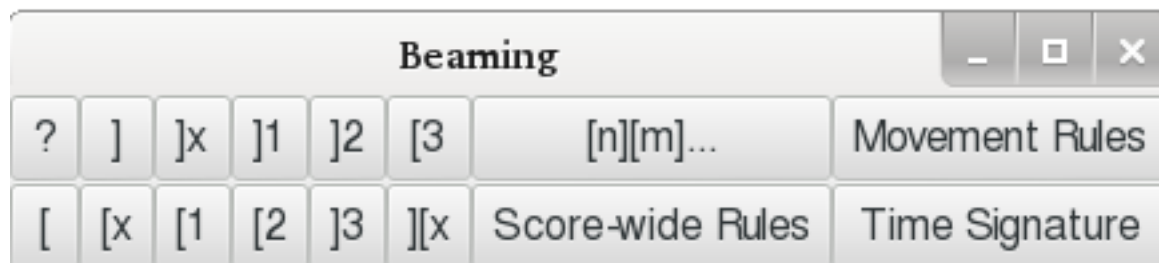 Beaming
? ] ]x ]1 ]2 [3 [n][m]... Movement Rules
[ [x [1 [2 ]3 ][x Score-wide Rules Time Signature